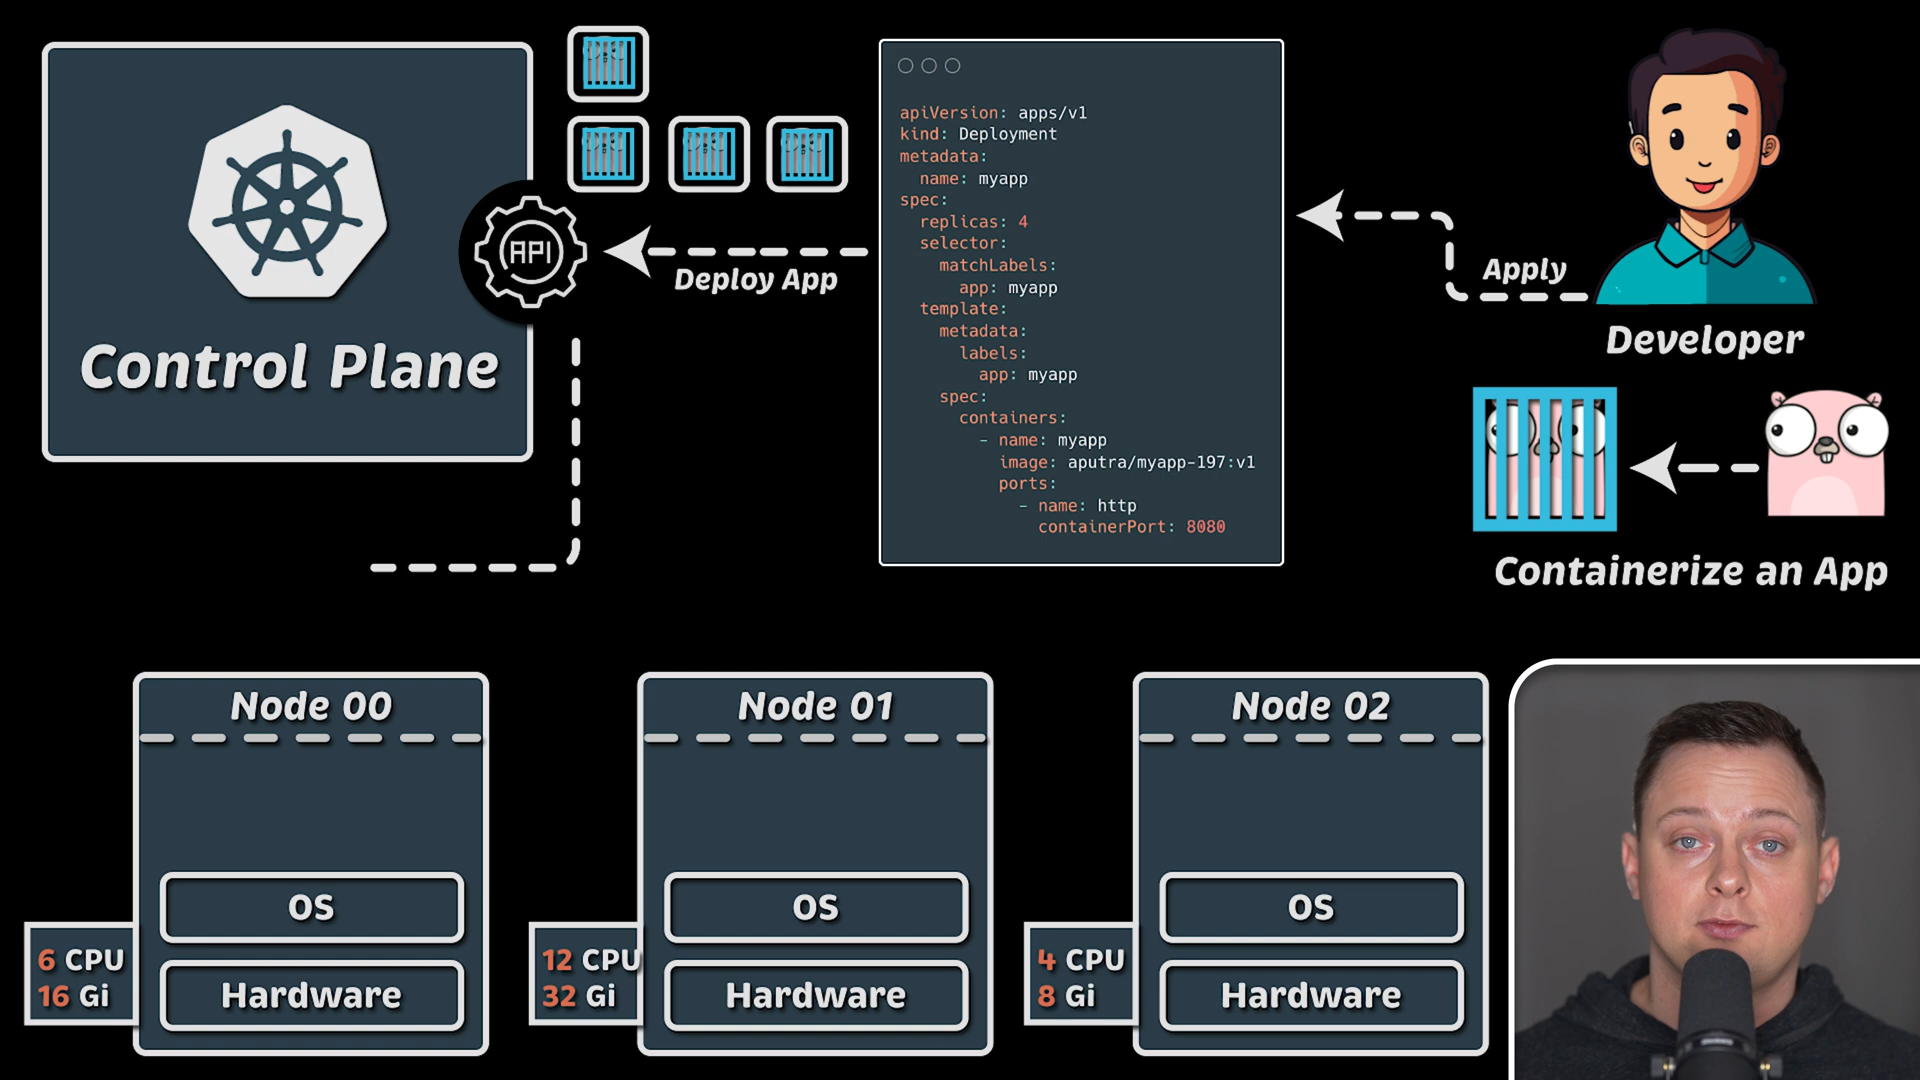 Control Plane
API
Deploy App
apiVersion: apps/v1
kind: Deployment
metadata:
  name: myapp
spec:
  replicas: 4
  selector:
    matchLabels:
      app: myapp
  template:
    metadata:
      labels:
        app: myapp
    spec:
      containers:
        - name: myapp
          image: aputra/myapp-197:v1
          ports:
            - name: http
              containerPort: 8080
Apply
Developer
Containerize an App
Node 00
OS
Hardware
6 CPU
16 Gi
Node 01
OS
Hardware
12 CPU
32 Gi
Node 02
OS
Hardware
4 CPU
8 Gi